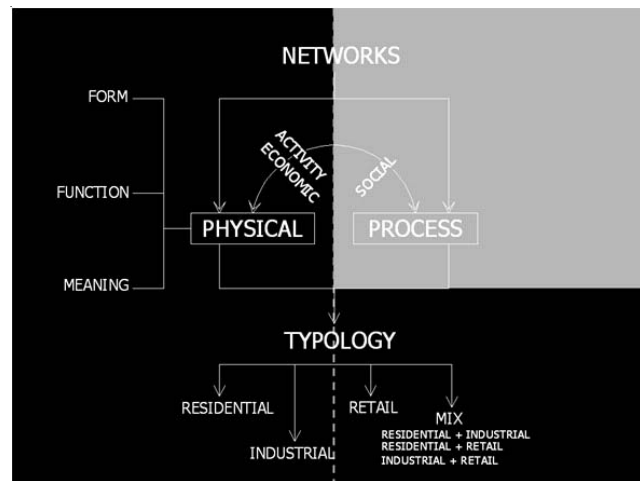 NETWORKS
FORM
ACTIVITY
ECONOMIC
SOCIAL
FUNCTION
PHYSICAL
PROCESS
MEANING
TYPOLOGY
RESIDENTIAL
RETAIL
INDUSTRIAL
MIX
RESIDENTIAL + INDUSTRIAL
RESIDENTIAL + RETAIL
INDUSTRIAL + RETAIL